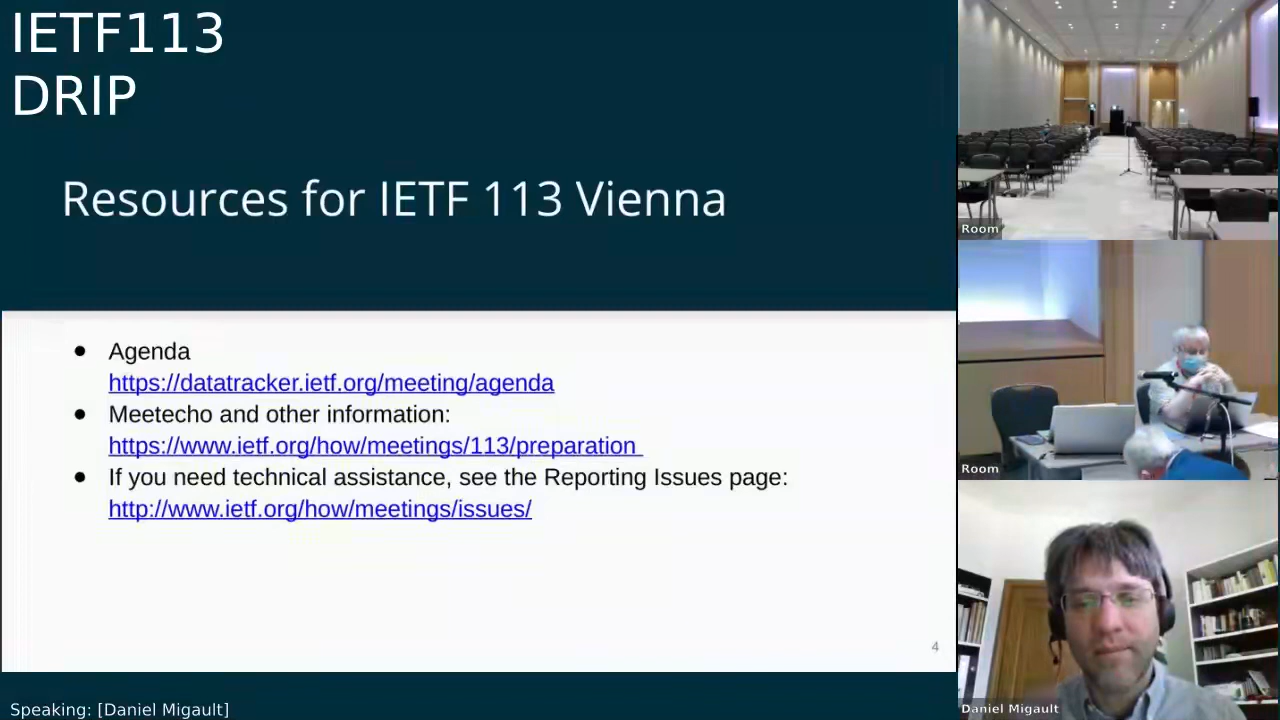 IETF113
DRIP
Resources for IETF 113 Vienna
● Agenda
https://datatracker.ietf.org/meeting/agenda
● Meetecho and other information:
https://www.ietf.org/how/meetings/113/preparation
● If you need technical assistance, see the Reporting Issues page:
http://www.ietf.org/how/meetings/issues/
4
Speaking: [Daniel Migault]
Room
Room
Daniel Migault